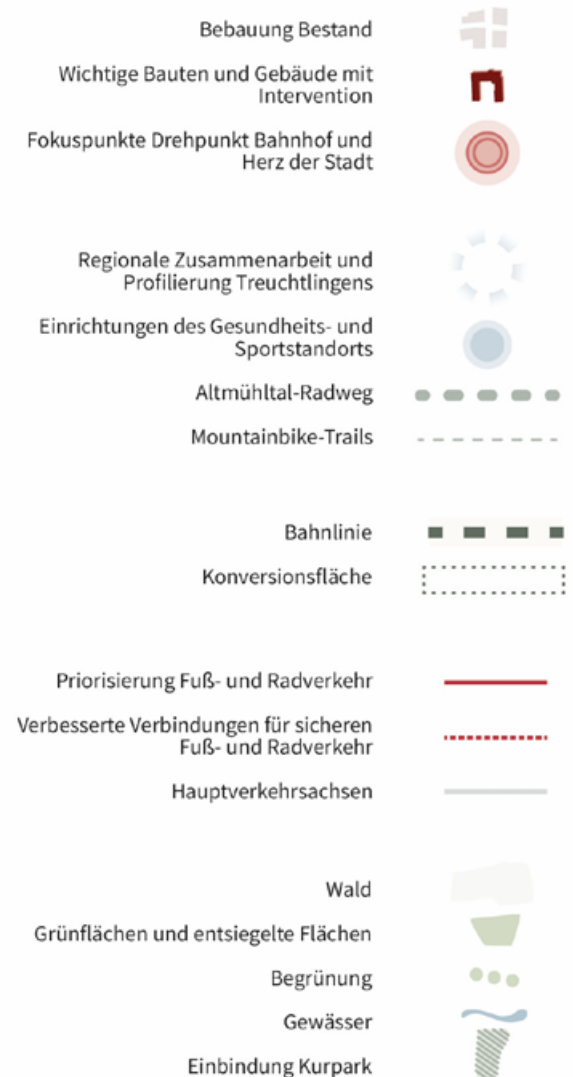 Bebauung Bestand
Wichtige Bauten und Gebäude mit
Intervention
Fokuspunkte Drehpunkt Bahnhof und
Herz der Stadt
Regionale Zusammenarbeit und
Profilierung Treuchtlingens
Einrichtungen des Gesundheits- und
Sportstandorts
Altmühltal-Radweg
Mountainbike-Trails
Bahnlinie
Konversionsfläche
Priorisierung Fuß- und Radverkehr
Verbesserte Verbindungen für sicheren
Fuß- und Radverkehr
Hauptverkehrsachsen
Wald
Grünflächen und entsiegelte Flächen
Begrünung
Gewässer
Einbindung Kurpark